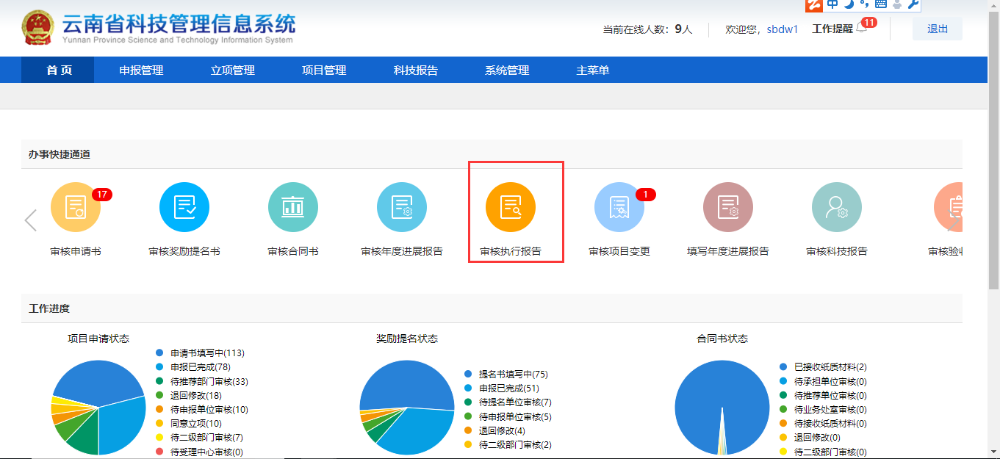 中
云南省科技管理信息系统
Yunnan Province Science and Technology Information System
当前在线人数：9人
欢迎您，sbdw1
工作提醒
11
退出
首 页
申报管理
立项管理
项目管理
科技报告
系统管理
主菜单
办事快捷通道
17
1
审核申请书
审核奖励提名书
审核合同书
审核年度进展报告
审核执行报告
审核项目变更
填写年度进展报告
审核科技报告
审核验
工作进度
项目申请状态
申请书填写中(113)
申报已完成(78)
待推荐部门审核(33)
退回修改(18)
待申报单位审核(10)
同意立项(10)
待二级部门审核(7)
待受理中心审核(0)
奖励提名状态
提名书填写中(75)
申报已完成(51)
待提名单位审核(7)
待申报单位审核(5)
退回修改(4)
待二级部门审核(2)
合同书状态
已接收纸质材料(2)
待承担单位审核(0)
待推荐单位审核(0)
待业务处室审核(0)
待接收纸质材料(0)
退回修改(0)
待二级部门审核(0)